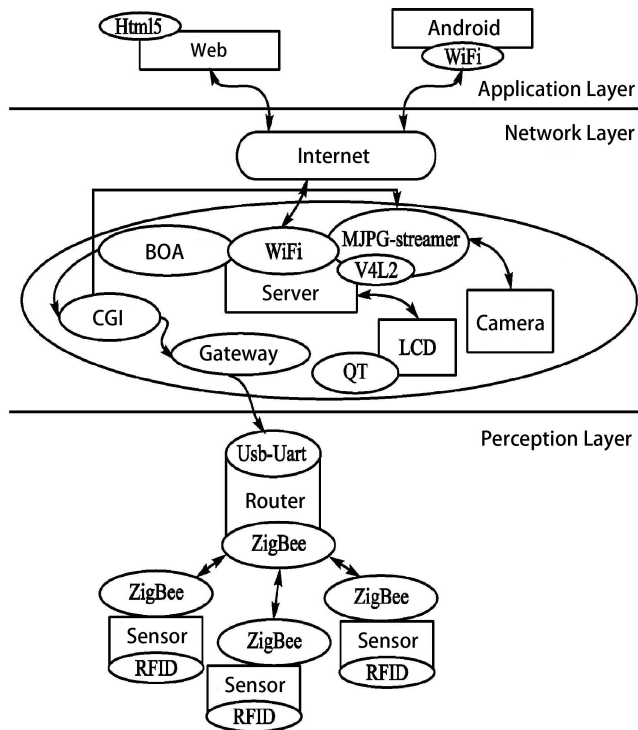 Html5
Web
Android
WiFi
Application Layer
Network Layer
Internet
BOA
WiFi
MJPG-streamer
V4L2
Server
CGI
Gateway
LCD
QT
Camera
Perception Layer
Usb-Uart
Router
ZigBee
ZigBee
Sensor
RFID
ZigBee
Sensor
RFID
ZigBee
Sensor
RFID